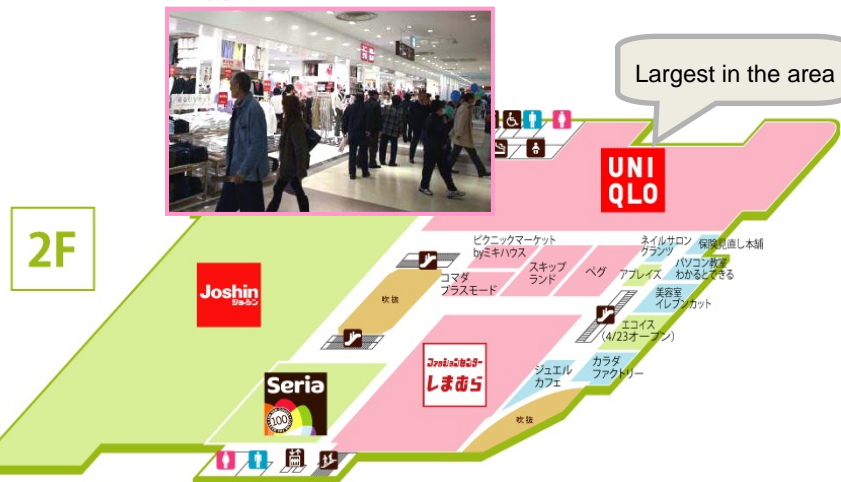 Largest in the area
UNI
QLO
2F
ピクニックマーケット
byミキハウス
コマダ
プラスモード
スキップ
ランド
ペグ
ネイルサロン
グランツ
保険見直し本舗
アプレイズ
パソコン教室
わかるとできる
美容室
イレブンカット
エコイス
(4/23オープン)
カラダ
ファクトリー
ジュエル
カフェ
吹抜
Joshin
ジョーシン
吹抜
ファッションセンター
しまむら
Seria
100